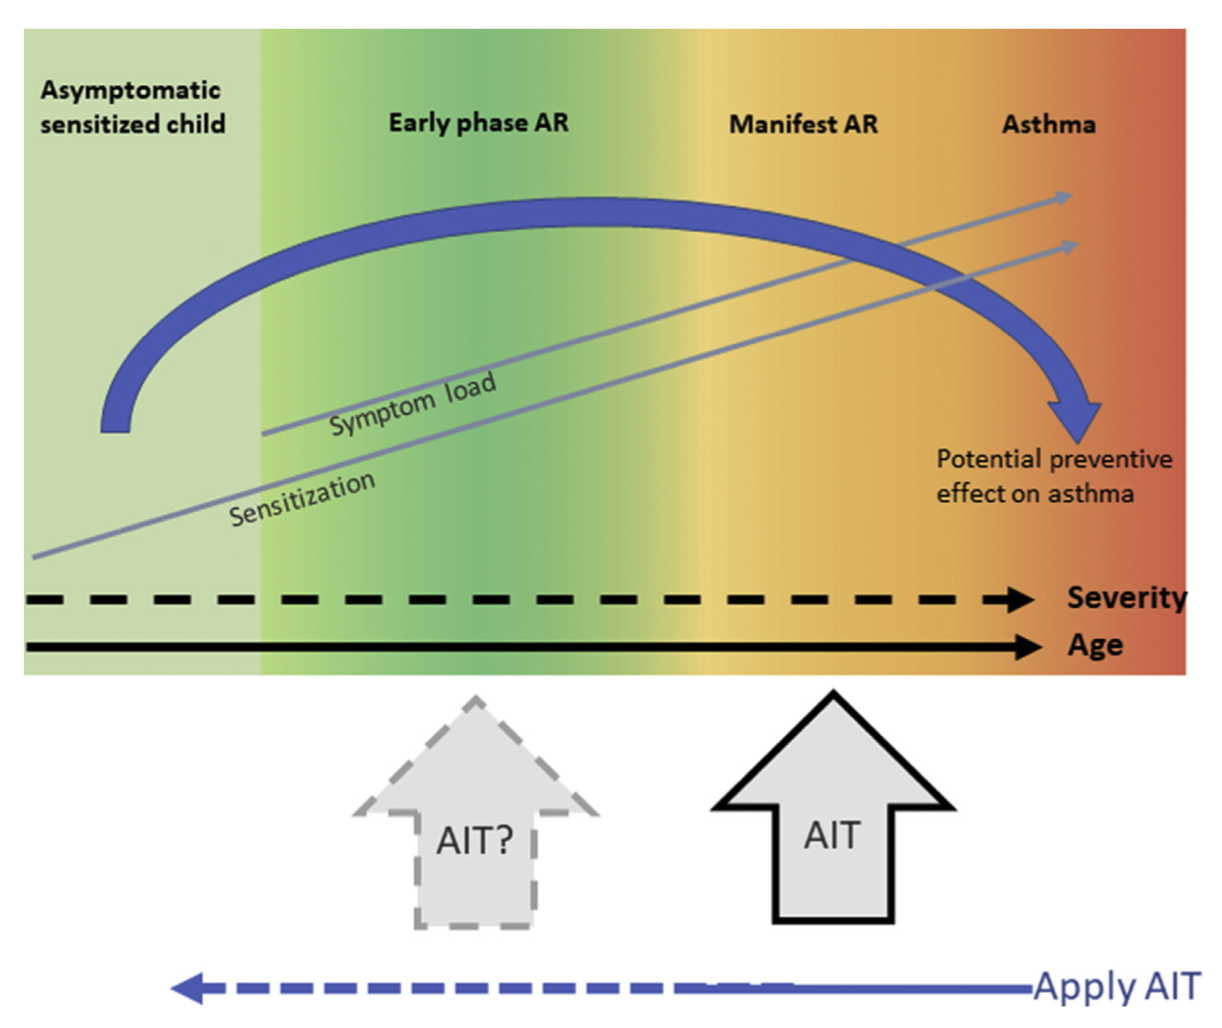 Asymptomatic
sensitized child
Early phase AR
Manifest AR
Asthma
Symptom load
Sensitization
Potential preventive
effect on asthma
Severity
Age
AIT?
AIT
Apply AIT